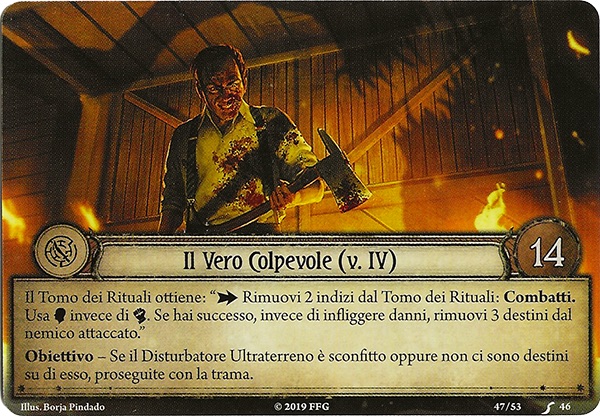 Il Vero Colpevole (v. IV)
14
Il Tomo dei Rituali ottiene: “ Rimuovi 2 indizi dal Tomo dei Rituali: Combatti.
Usa invece di . Se hai successo, invece di infliggere danni, rimuovi 3 destini dal
nemico attaccato.”
Obiettivo – Se il Disturbatore Ultraterreno è sconfitto oppure non ci sono destini
su di esso, proseguite con la trama.
Illus. Borja Pindado © 2019 FFG 47/53 46